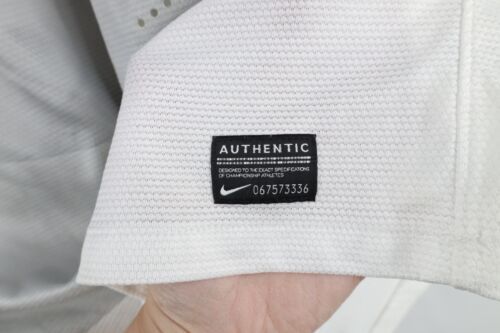 AUTHENTIC
DESIGNED TO THE EXACT SPECIFICATIONS
OF CHAMPIONSHIP ATHLETES
067573336